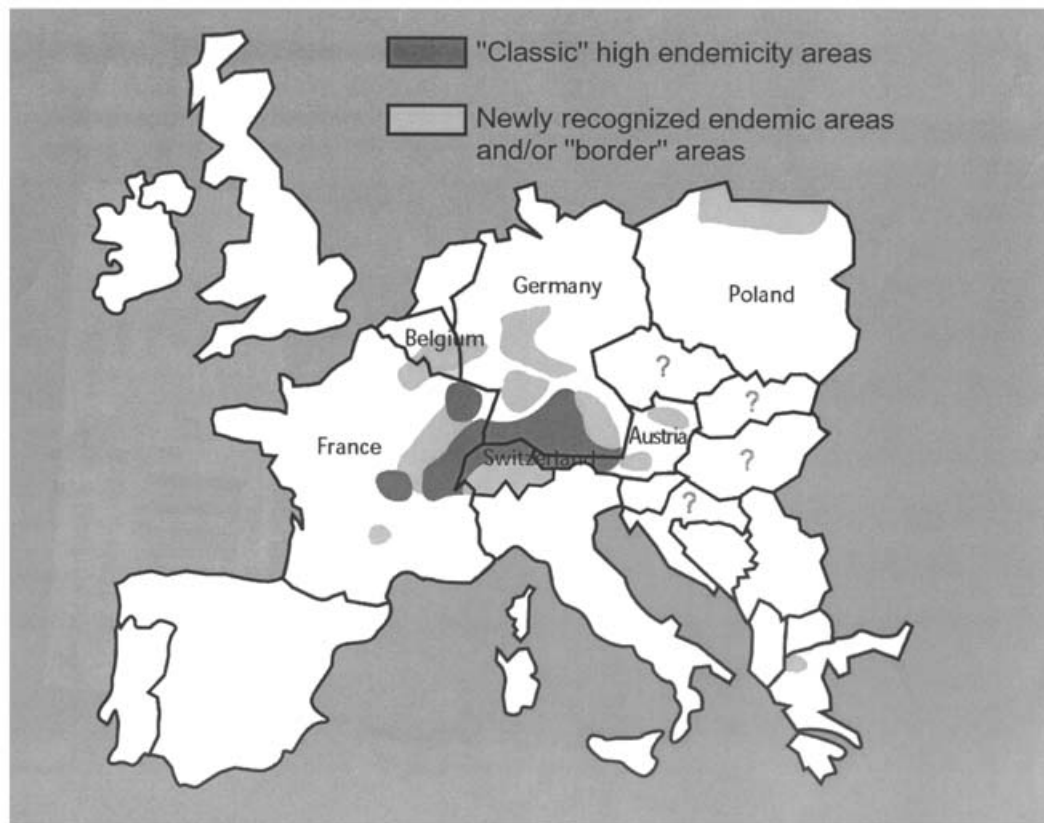 "Classic" high endemicity areas
Newly recognized endemic areas
and/or "border" areas
Germany
Poland
Belgium
?
?
France
Switzerland
Austria
?
?